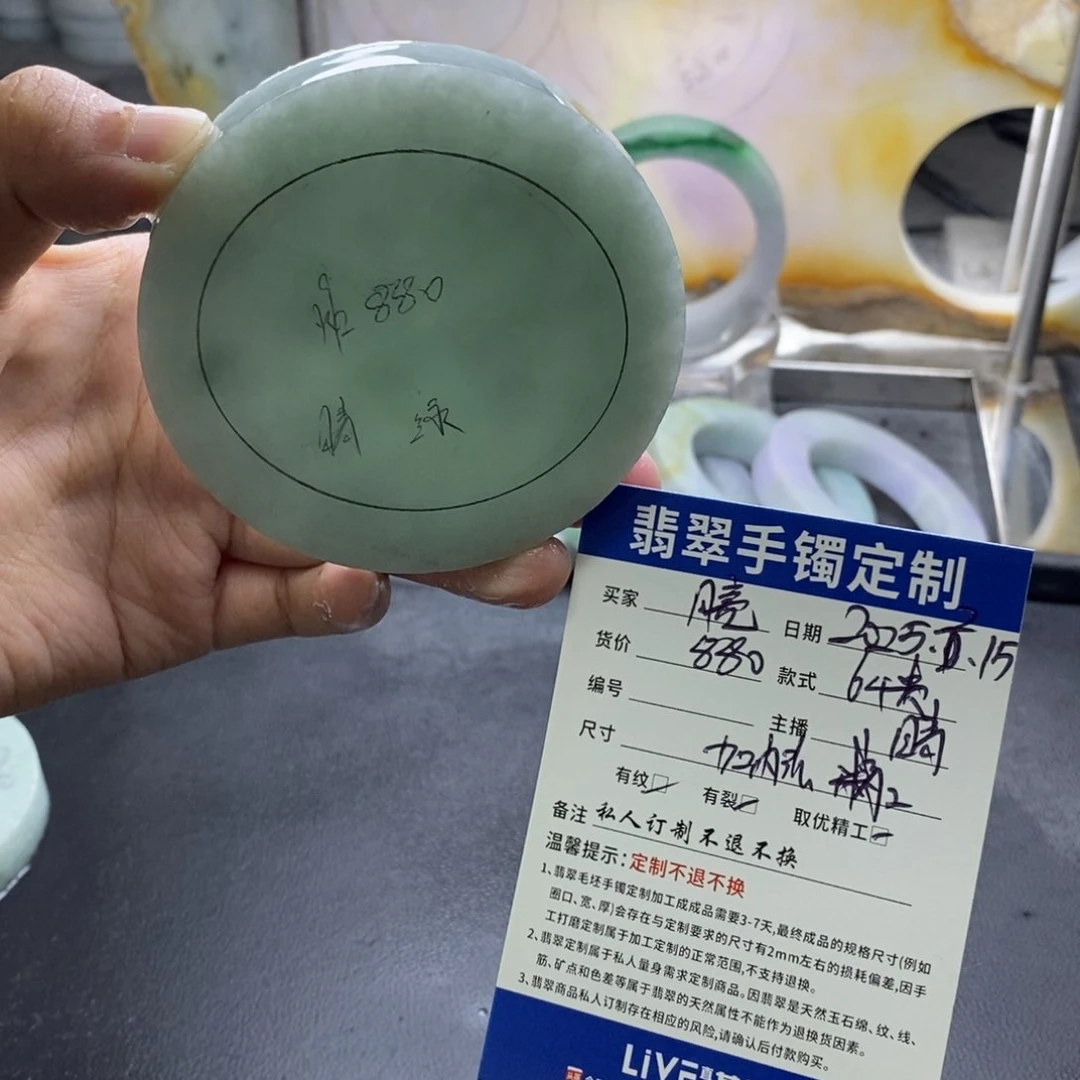 880
晴 绿
翡翠手镯定制
买家 日期 2025.5.15
货价 880 款式 64
编号 主播 晴
尺寸 加内
有纹 有裂 取优精工
备注 私人订制不退不换
温馨提示:定制不退不换
1、翡翠毛坯手镯定制加工成成品需要3-7天,最终成品的规格尺寸(例如
圈口、宽、厚)会存在与定制要求的尺寸有2mm左右的损耗偏差,因手
工打磨定制属于加工定制的正常范围,不支持退换。
2、翡翠定制属于私人量身需求定制商品。因翡翠是天然玉石绵、纹、线、
筋、矿点和色差等属于翡翠的天然属性不能作为退换货因素。
3、翡翠商品私人订制存在相应的风险,请确认后付款购买。
LIVE